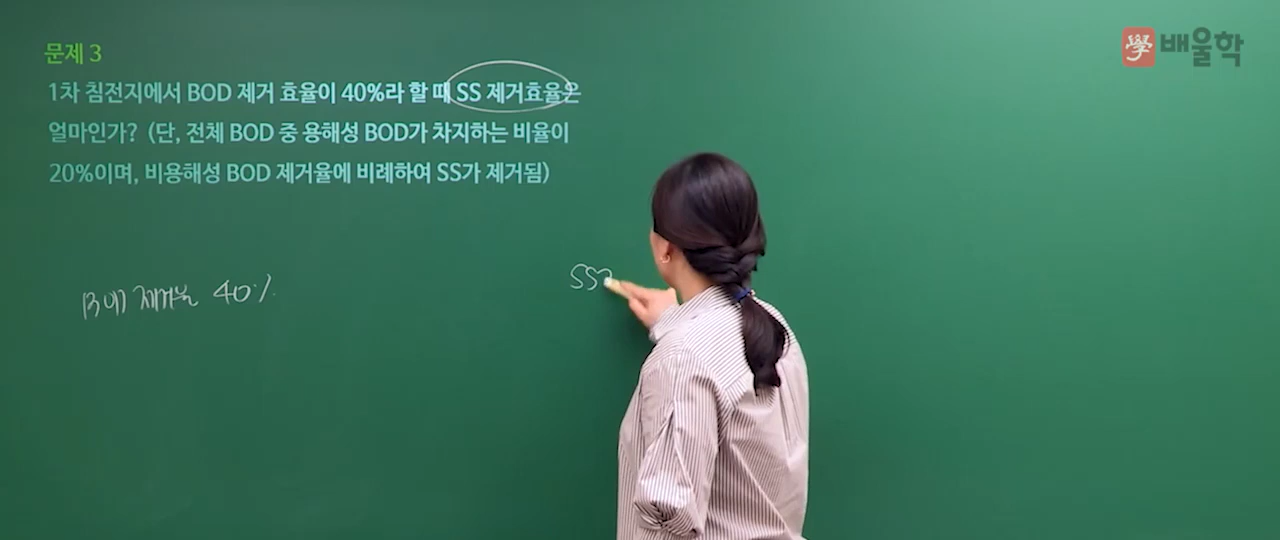 문제 3
1차 침전지에서 BOD 제거 효율이 40%라 할 때 SS 제거효율은
얼마인가? (단, 전체 BOD 중 용해성 BOD가 차지하는 비율이
20%이며, 비용해성 BOD 제거율에 비례하여 SS가 제거됨)
學 배울학
BOD 제거율 40%
SS